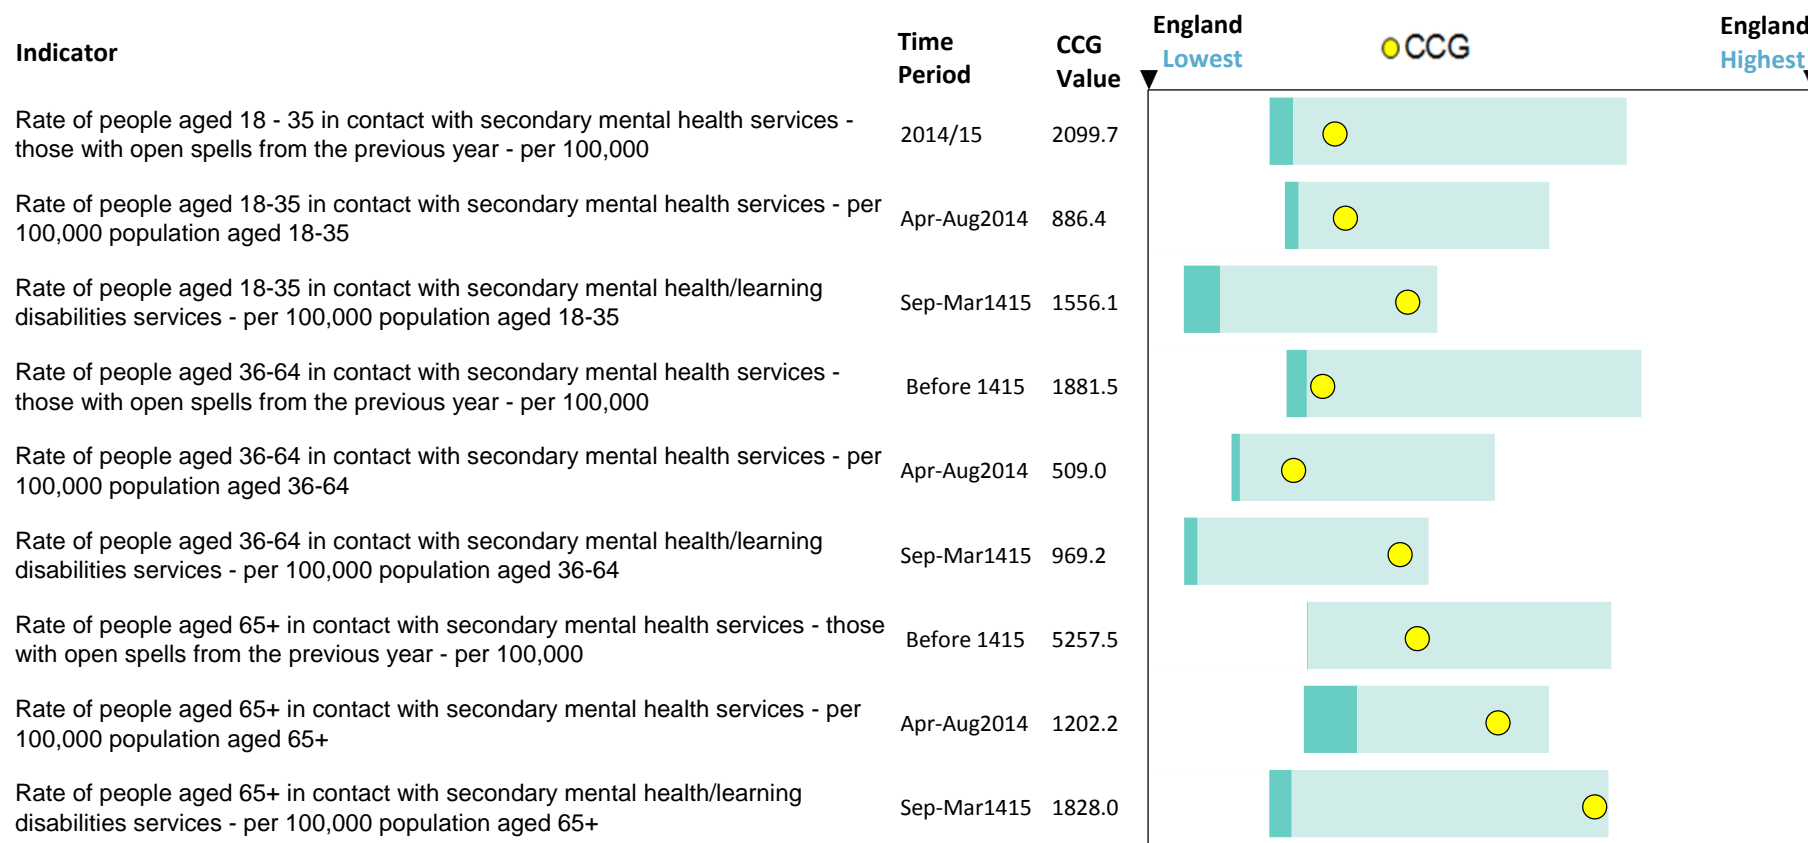 Indicator
Time
Period
CCG
Value
England
Lowest
CCG
England
Highest
Rate of people aged 18 - 35 in contact with secondary mental health services -
those with open spells from the previous year - per 100,000
2014/15 2099.7
Rate of people aged 18-35 in contact with secondary mental health services - per
100,000 population aged 18-35
Apr-Aug2014 886.4
Rate of people aged 18-35 in contact with secondary mental health/learning
disabilities services - per 100,000 population aged 18-35
Sep-Mar1415 1556.1
Rate of people aged 36-64 in contact with secondary mental health services -
those with open spells from the previous year - per 100,000
Before 1415 1881.5
Rate of people aged 36-64 in contact with secondary mental health services - per
100,000 population aged 36-64
Apr-Aug2014 509.0
Rate of people aged 36-64 in contact with secondary mental health/learning
disabilities services - per 100,000 population aged 36-64
Sep-Mar1415 969.2
Rate of people aged 65+ in contact with secondary mental health services - those
with open spells from the previous year - per 100,000
Before 1415 5257.5
Rate of people aged 65+ in contact with secondary mental health services - per
100,000 population aged 65+
Apr-Aug2014 1202.2
Rate of people aged 65+ in contact with secondary mental health/learning
disabilities services - per 100,000 population aged 65+
Sep-Mar1415 1828.0